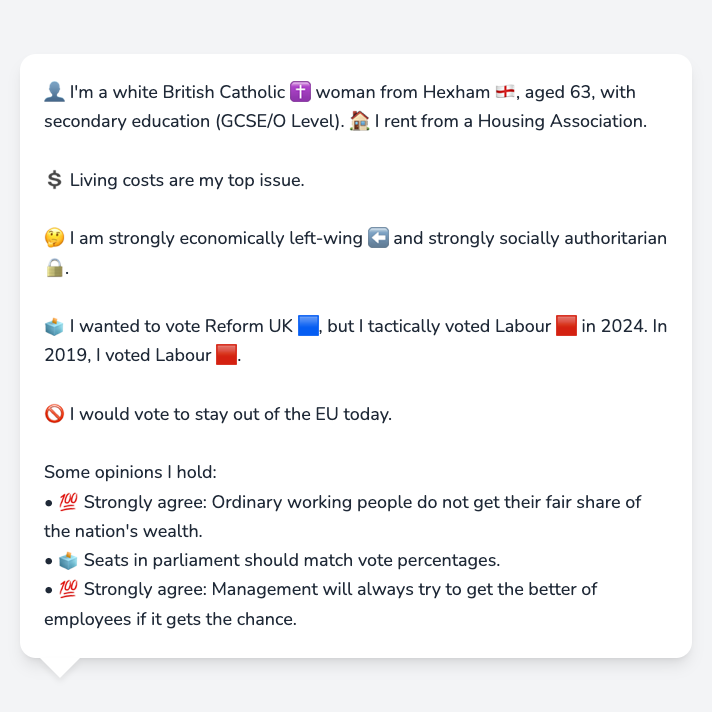 👤 I'm a white British Catholic ✝️ woman from Hexham 🏴󠁧󠁢󠁥󠁮󠁧󠁿, aged 63, with
secondary education (GCSE/O Level). 🏠 I rent from a Housing Association.
💲 Living costs are my top issue.
🤔 I am strongly economically left-wing ⬅️ and strongly socially authoritarian
🔒.
🗳️ I wanted to vote Reform UK 🟦, but I tactically voted Labour 🟥 in 2024. In
2019, I voted Labour 🟥.
🚫 I would vote to stay out of the EU today.
Some opinions I hold:
• 💯 Strongly agree: Ordinary working people do not get their fair share of
the nation's wealth.
• 🗳️ Seats in parliament should match vote percentages.
• 💯 Strongly agree: Management will always try to get the better of
employees if it gets the chance.